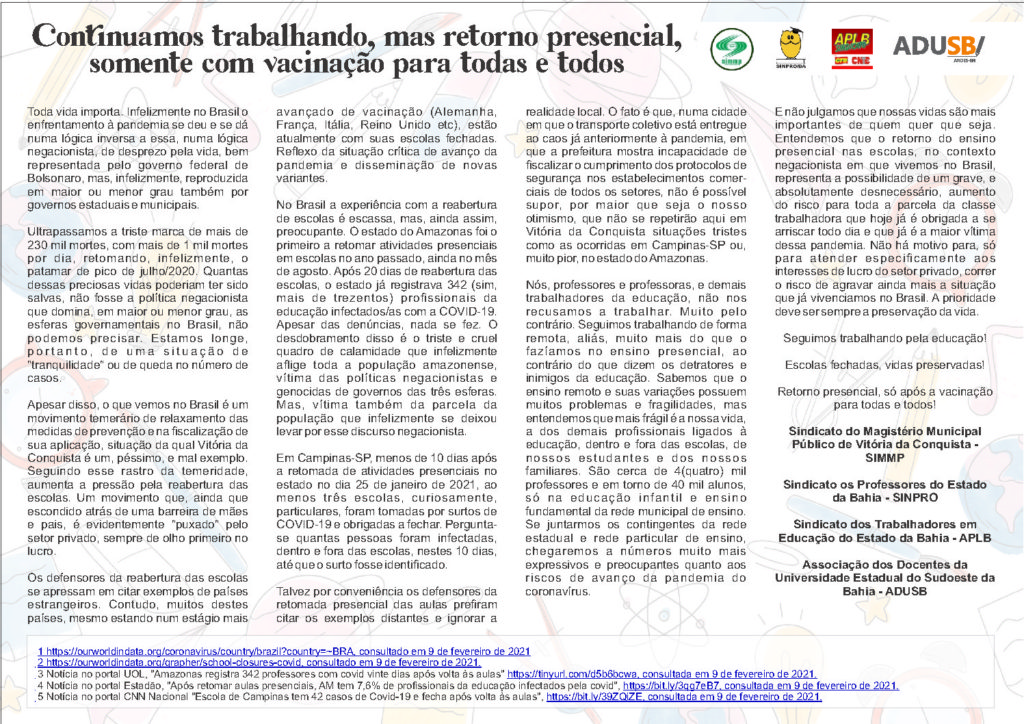 Continuamos trabalhando, mas retorno presencial,
somente com vacinação para todas e todos
simmp
SINPRO/BA
APLB
CTB CNTE
ADUSB/
ANDES-SN
Toda vida importa. Infelizmente no Brasil o
enfrentamento à pandemia se deu e se dá
numa lógica inversa a essa, numa lógica
negacionista, de desprezo pela vida, bem
representada pelo governo federal de
Bolsonaro, mas, infelizmente, reproduzida
em maior ou menor grau também por
governos estaduais e municipais.
Ultrapassamos a triste marca de mais de
230 mil mortes, com mais de 1 mil mortes
por dia, retomando, infelizmente, o
patamar de pico de julho/2020. Quantas
dessas preciosas vidas poderiam ter sido
salvas, não fosse a política negacionista
que domina, em maior ou menor grau, as
esferas governamentais no Brasil, não
podemos precisar. Estamos longe,
portanto, de uma situação de
"tranquilidade" ou de queda no número de
casos.
Apesar disso, o que vemos no Brasil é um
movimento temerário de relaxamento das
medidas de prevenção e na fiscalização de
sua aplicação, situação da qual Vitória da
Conquista é um, péssimo, e mal exemplo.
Seguindo esse rastro da temeridade,
aumenta a pressão pela reabertura das
escolas. Um movimento que, ainda que
escondido atrás de uma barreira de mães
e pais, é evidentemente "puxado" pelo
setor privado, sempre de olho primeiro no
lucro.
Os defensores da reabertura das escolas
se apressam em citar exemplos de países
estrangeiros. Contudo, muitos destes
países, mesmo estando num estágio mais
avançado de vacinação (Alemanha,
França, Itália, Reino Unido etc), estão
atualmente com suas escolas fechadas.
Reflexo da situação crítica de avanço da
pandemia e disseminação de novas
variantes.
No Brasil a experiência com a reabertura
de escolas é escassa, mas, ainda assim,
preocupante. O estado do Amazonas foi o
primeiro a retomar atividades presenciais
em escolas no ano passado, ainda no mês
de agosto. Após 20 dias de reabertura das
escolas, o estado já registrava 342 (sim,
mais de trezentos) profissionais da
educação infectados/as com a COVID-19.
Apesar das denúncias, nada se fez. O
desdobramento disso é o triste e cruel
quadro de calamidade que infelizmente
aflige toda a população amazonense,
vítima das políticas negacionistas e
genocidas de governos das três esferas.
Mas, vítima também da parcela da
população que infelizmente se deixou
levar por esse discurso negacionista.
Em Campinas-SP, menos de 10 dias após
a retomada de atividades presenciais no
estado no dia 25 de janeiro de 2021, ao
menos três escolas, curiosamente,
particulares, foram tomadas por surtos de
COVID-19 e obrigadas a fechar. Pergunta-
se quantas pessoas foram infectadas,
dentro e fora das escolas, nestes 10 dias,
até que o surto fosse identificado.
Talvez por conveniência os defensores da
retomada presencial das aulas prefiram
citar os exemplos distantes e ignorar a
realidade local. O fato é que, numa cidade
em que o transporte coletivo está entregue
ao caos já anteriormente à pandemia, em
que a prefeitura mostra incapacidade de
fiscalizar o cumprimento dos protocolos de
segurança nos estabelecimentos comer-
ciais de todos os setores, não é possível
supor, por maior que seja o nosso
otimismo, que não se repetirão aqui em
Vitória da Conquista situações tristes
como as ocorridas em Campinas-SP ou,
muito pior, no estado do Amazonas.
Nós, professores e professoras, e demais
trabalhadores da educação, não nos
recusamos a trabalhar. Muito pelo
contrário. Seguimos trabalhando de forma
remota, aliás, muito mais do que o
fazíamos no ensino presencial, ao
contrário do que dizem os detratores e
inimigos da educação. Sabemos que o
ensino remoto e suas variações possuem
muitos problemas e fragilidades, mas
entendemos que mais frágil é a nossa vida,
a dos demais profissionais ligados à
educação, dentro e fora das escolas, de
nossos estudantes e dos nossos
familiares. São cerca de 4(quatro) mil
professores e em torno de 40 mil alunos,
só na educação infantil e ensino
fundamental da rede municipal de ensino.
Se juntarmos os contingentes da rede
estadual e rede particular de ensino,
chegaremos a números muito mais
expressivos e preocupantes quanto aos
riscos de avanço da pandemia do
coronavírus.
E não julgamos que nossas vidas são mais
importantes de quem quer que seja.
Entendemos que o retorno do ensino
presencial nas escolas, no contexto
negacionista em que vivemos no Brasil,
representa a possibilidade de um grave, e
absolutamente desnecessário, aumento
do risco para toda a parcela da classe
trabalhadora que hoje já é obrigada a se
arriscar todo dia e que já é a maior vítima
dessa pandemia. Não há motivo para, só
para atender especificamente aos
interesses de lucro do setor privado, correr
o risco de agravar ainda mais a situação
que já vivenciamos no Brasil. A prioridade
deve ser sempre a preservação da vida.
Seguimos trabalhando pela educação!
Escolas fechadas, vidas preservadas!
Retorno presencial, só após a vacinação
para todas e todos!
Sindicato do Magistério Municipal
Público de Vitória da Conquista -
SIMMP
Sindicato os Professores do Estado
da Bahia - SINPRO
Sindicato dos Trabalhadores em
Educação do Estado da Bahia - APLB
Associação dos Docentes da
Universidade Estadual do Sudoeste da
Bahia - ADUSB
1 https://ourworldindata.org/coronavirus/country/brazil?country=~BRA, consultado em 9 de fevereiro de 2021
2 https://ourworldindata.org/grapher/school-closures-covid, consultado em 9 de fevereiro de 2021.
3 Notícia no portal UOL, "Amazonas registra 342 professores com covid vinte dias após volta às aulas" https://tinyurl.com/d5b6bcwa, consultada em 9 de fevereiro de 2021.
4 Notícia no portal Estadão, "Após retomar aulas presenciais, AM tem 7,6% de profissionais da educação infectados pela covid", https://bit.ly/3qg7eB7, consultada em 9 de fevereiro de 2021.
5 Notícia no portal CNN Nacional "Escola de Campinas tem 42 casos de Covid-19 e fecha após volta às aulas", https://bit.ly/39ZQiZE, consultada em 9 de fevereiro de 2021.